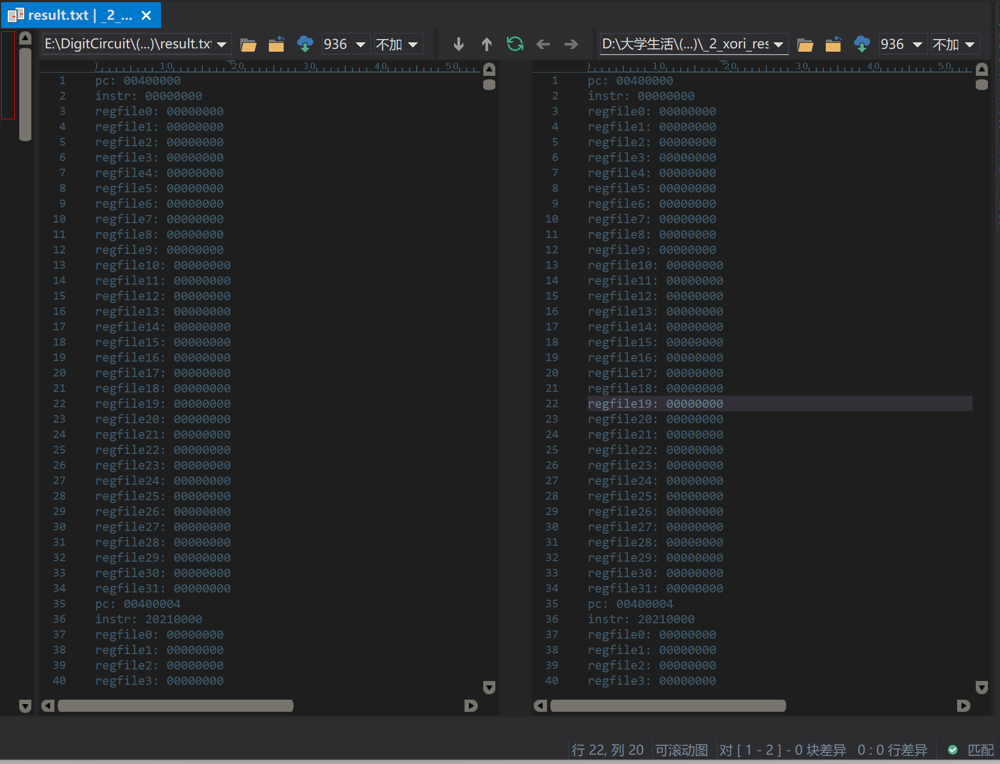 result.txt | _2_...
E:\DigitCircuit\(...)\result.txt
936
不加
D:\大学生活\(...)\_2_xori_res
936
不加
0 10 20 30 40 50
0 10 20 30 40 50
1 pc: 00400000
2 instr: 00000000
3 regfile0: 00000000
4 regfile1: 00000000
5 regfile2: 00000000
6 regfile3: 00000000
7 regfile4: 00000000
8 regfile5: 00000000
9 regfile6: 00000000
10 regfile7: 00000000
11 regfile8: 00000000
12 regfile9: 00000000
13 regfile10: 00000000
14 regfile11: 00000000
15 regfile12: 00000000
16 regfile13: 00000000
17 regfile14: 00000000
18 regfile15: 00000000
19 regfile16: 00000000
20 regfile17: 00000000
21 regfile18: 00000000
22 regfile19: 00000000
23 regfile20: 00000000
24 regfile21: 00000000
25 regfile22: 00000000
26 regfile23: 00000000
27 regfile24: 00000000
28 regfile25: 00000000
29 regfile26: 00000000
30 regfile27: 00000000
31 regfile28: 00000000
32 regfile29: 00000000
33 regfile30: 00000000
34 regfile31: 00000000
35 pc: 00400004
36 instr: 20210000
37 regfile0: 00000000
38 regfile1: 00000000
39 regfile2: 00000000
40 regfile3: 00000000
1 pc: 00400000
2 instr: 00000000
3 regfile0: 00000000
4 regfile1: 00000000
5 regfile2: 00000000
6 regfile3: 00000000
7 regfile4: 00000000
8 regfile5: 00000000
9 regfile6: 00000000
10 regfile7: 00000000
11 regfile8: 00000000
12 regfile9: 00000000
13 regfile10: 00000000
14 regfile11: 00000000
15 regfile12: 00000000
16 regfile13: 00000000
17 regfile14: 00000000
18 regfile15: 00000000
19 regfile16: 00000000
20 regfile17: 00000000
21 regfile18: 00000000
22 regfile19: 00000000
23 regfile20: 00000000
24 regfile21: 00000000
25 regfile22: 00000000
26 regfile23: 00000000
27 regfile24: 00000000
28 regfile25: 00000000
29 regfile26: 00000000
30 regfile27: 00000000
31 regfile28: 00000000
32 regfile29: 00000000
33 regfile30: 00000000
34 regfile31: 00000000
35 pc: 00400004
36 instr: 20210000
37 regfile0: 00000000
38 regfile1: 00000000
39 regfile2: 00000000
40 regfile3: 00000000
行 22, 列 20 可滚动图 对 [ 1 - 2 ] - 0 块差异 0 : 0 行差异 匹配